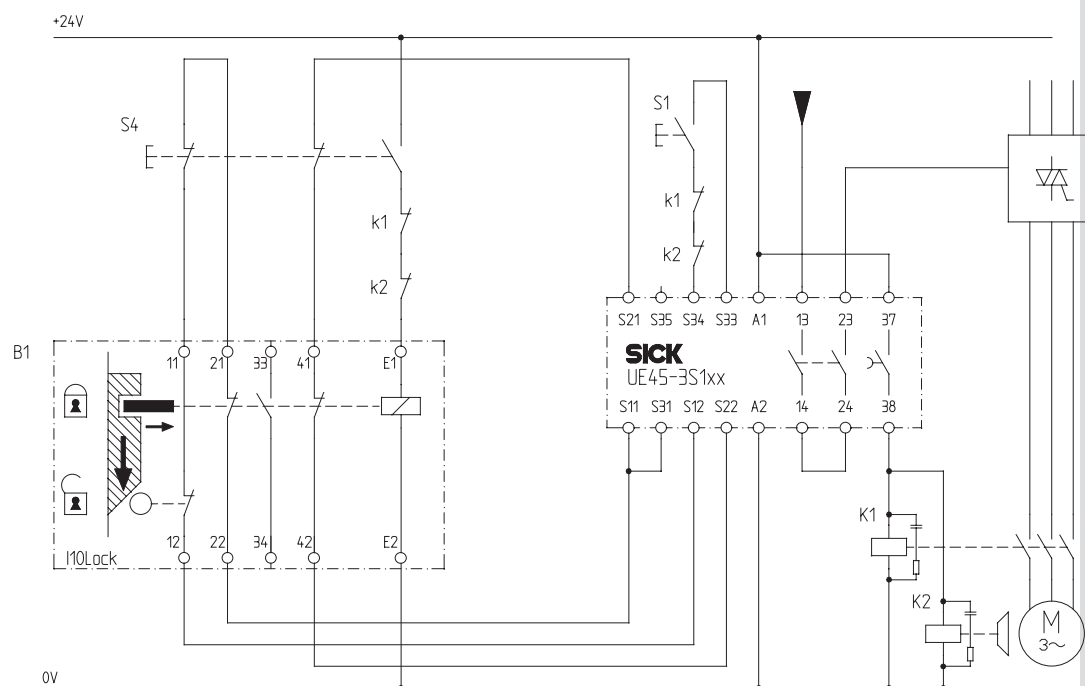 +24V
S4
S1
k1
k2
k1
k2
B1
11 21 33 41 E1
S21 S35 S34 S33 A1 13 23 37
SICK
UE45-3S1xx
S11 S31 S12 S22 A2 14 24 38
12 22 34 42 E2
I10Lock
K1
K2
M
3~
0V